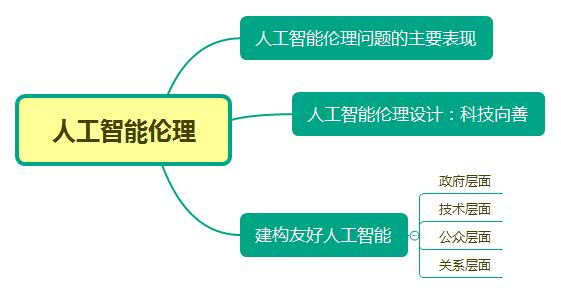 人工智能伦理问题的主要表现
人工智能伦理
人工智能伦理设计：科技向善
建构友好人工智能
政府层面
技术层面
公众层面
关系层面